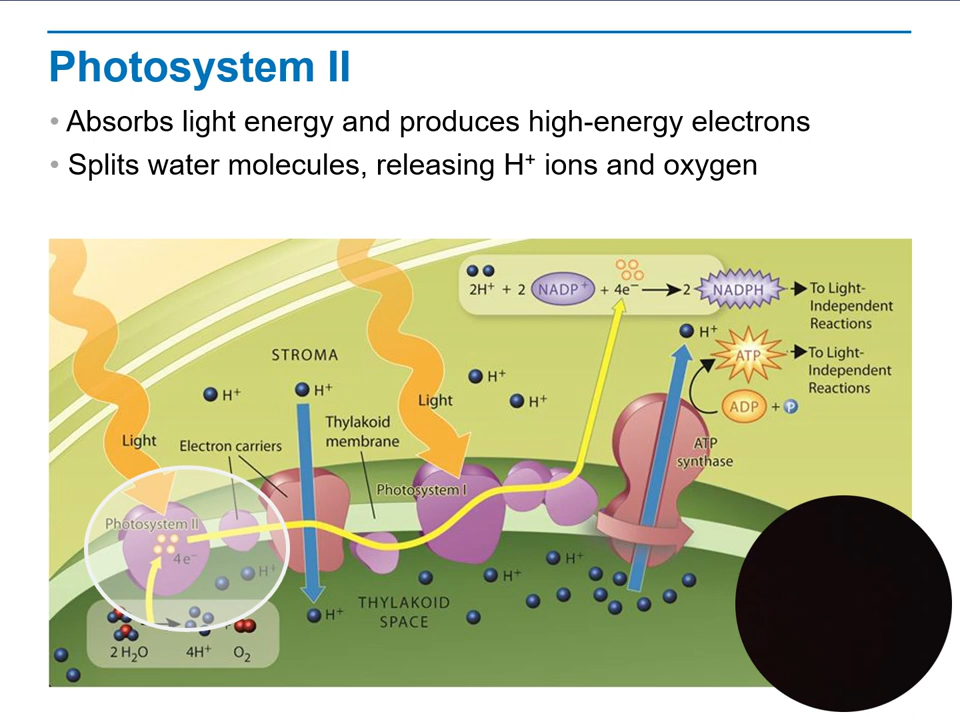 Photosystem II
• Absorbs light energy and produces high-energy electrons
• Splits water molecules, releasing H⁺ ions and oxygen
2H⁺ + 2 NADP⁺ + 4e⁻ → 2 NADPH
To Light-
Independent
Reactions
H⁺
ATP
To Light-
Independent
Reactions
ADP + P
STROMA
H⁺
H⁺
H⁺
H⁺
Light
Light
Thylakoid
membrane
Electron carriers
ATP
synthase
Photosystem I
Photosystem II
4e⁻
H⁺
H⁺
H⁺
H⁺
THYLAKOID
SPACE
2 H₂O → 4H⁺ + O₂